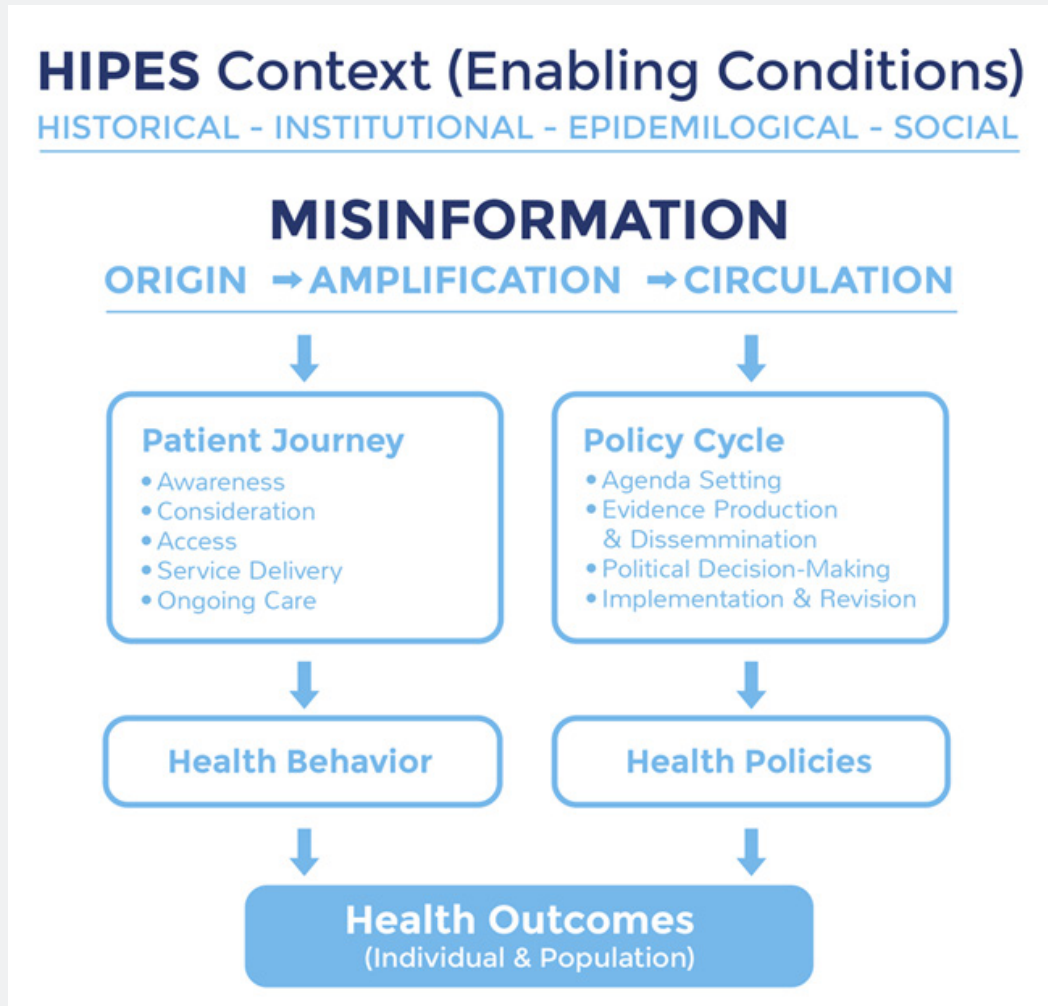 HIPES Context (Enabling Conditions)
HISTORICAL - INSTITUTIONAL - EPIDEMILOGICAL - SOCIAL
MISINFORMATION
ORIGIN ➡ AMPLIFICATION ➡ CIRCULATION
Patient Journey
• Awareness
• Consideration
• Access
• Service Delivery
• Ongoing Care
Policy Cycle
• Agenda Setting
• Evidence Production
& Dissemmination
• Political Decision-Making
• Implementation & Revision
Health Behavior
Health Policies
Health Outcomes
(Individual & Population)